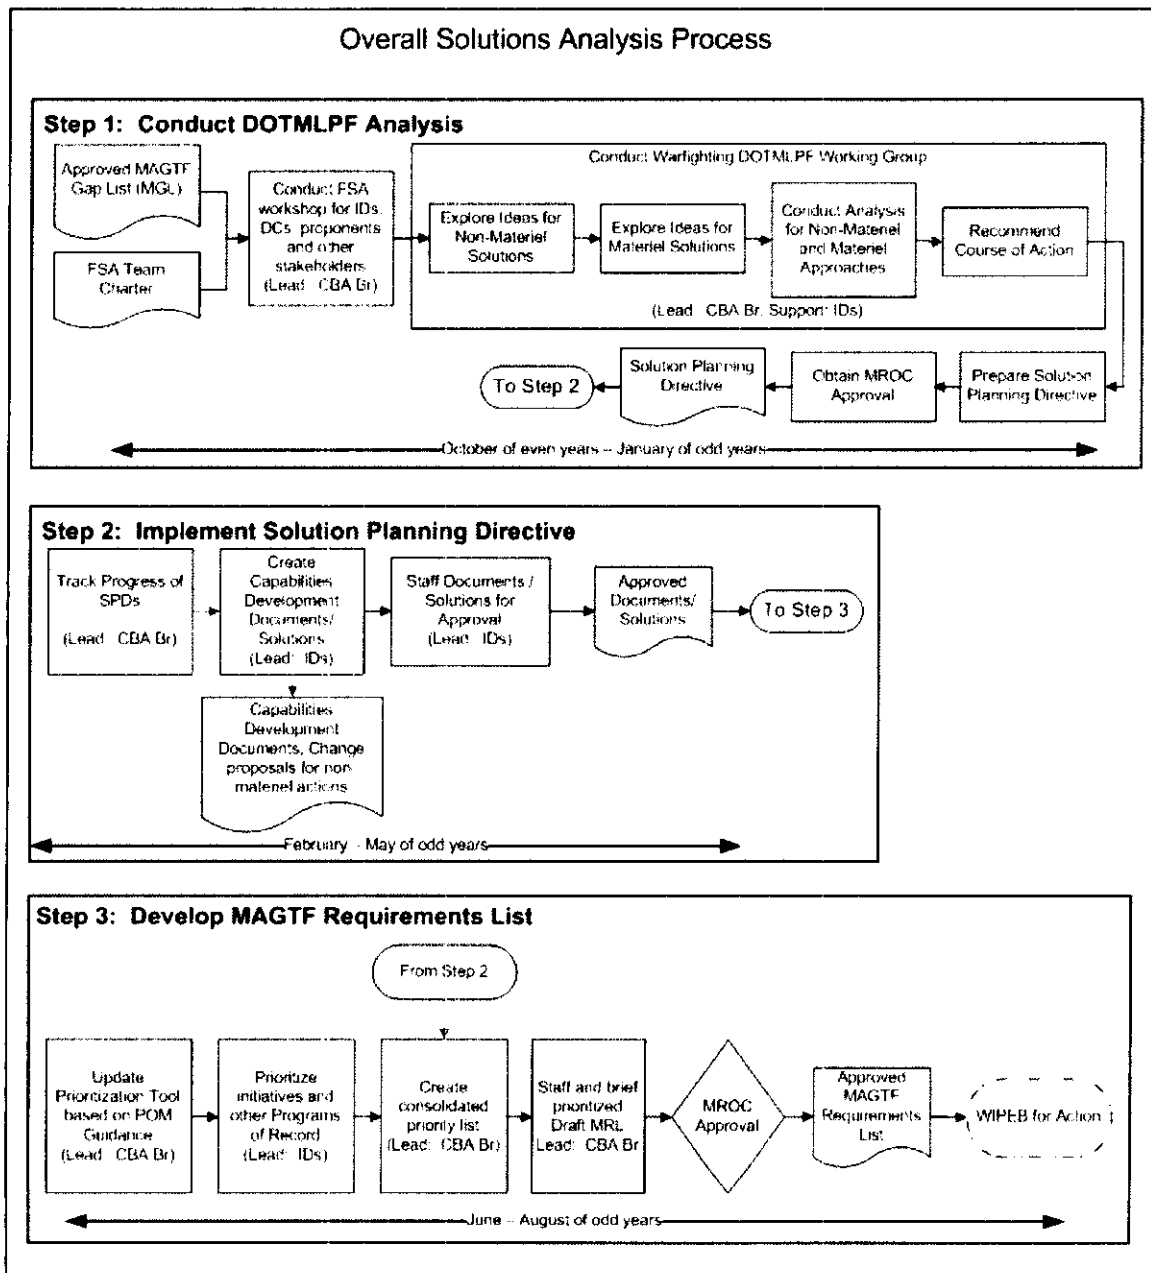 Overall Solutions Analysis Process
Step 1: Conduct DOTMLPF Analysis
Approved MAGTF
Gap List (MGL)
FSA Team
Charter
Conduct FSA
workshop for IDs,
DCs, proponents
and other
stakeholders
(Lead: CBA Br)
Conduct Warfighting DOTMLPF Working Group
Explore Ideas for
Non-Materiel
Solutions
Explore Ideas for
Materiel Solutions
Conduct Analysis
for Non-Materiel
and Materiel
Approaches
Recommend
Course of Action
(Lead: CBA Br, Support: IDs)
To Step 2
Solution Planning
Directive
Obtain MROC
Approval
Prepare Solution
Planning Directive
October of even years – January of odd years
Step 2: Implement Solution Planning Directive
Track Progress of
SPDs
(Lead: CBA Br)
Create
Capabilities
Development
Documents/
Solutions
(Lead: IDs)
Staff Documents /
Solutions for
Approval
(Lead: IDs)
Approved
Documents/
Solutions
To Step 3
Capabilities
Development
Documents, Change
proposals for non-
materiel actions
February - May of odd years
Step 3: Develop MAGTF Requirements List
From Step 2
Update
Prioritization Tool
based on POM
Guidance
(Lead: CBA Br)
Prioritize
initiatives and
other Programs
of Record
(Lead: IDs)
Create
consolidated
priority list
(Lead: CBA Br)
Staff and brief
prioritized
Draft MRL
Lead: CBA Br
MROC
Approval
Approved
MAGTF
Requirements
List
WIPEB for Action
June – August of odd years